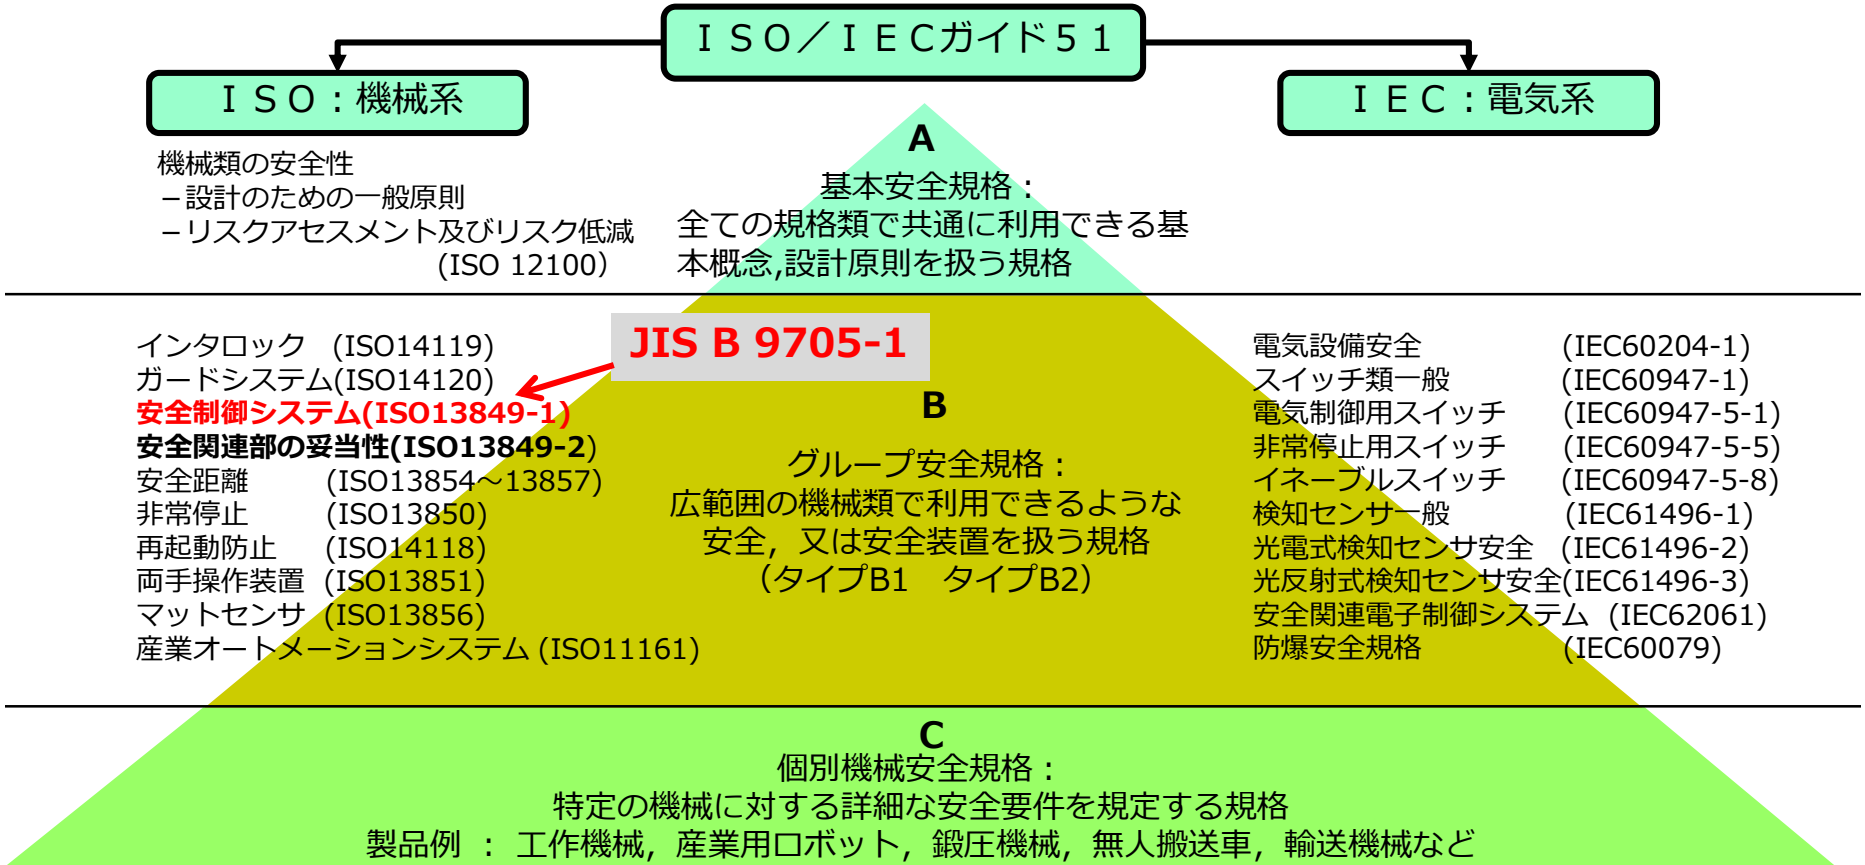 ＩＳＯ／ＩＥＣガイド５１
ＩＳＯ：機械系
ＩＥＣ：電気系
機械類の安全性
－設計のための一般原則
－リスクアセスメント及びリスク低減
(ISO 12100）
A
基本安全規格：
全ての規格類で共通に利用できる基
本概念,設計原則を扱う規格
インタロック (ISO14119)
ガードシステム(ISO14120)
安全制御システム(ISO13849-1)
安全関連部の妥当性(ISO13849-2)
安全距離 (ISO13854～13857)
非常停止 (ISO13850)
再起動防止 (ISO14118)
両手操作装置 (ISO13851)
マットセンサ (ISO13856)
産業オートメーションシステム (ISO11161)
JIS B 9705-1
B
グループ安全規格：
広範囲の機械類で利用できるような
安全，又は安全装置を扱う規格
（タイプB1　タイプB2）
電気設備安全 (IEC60204-1)
スイッチ類一般 (IEC60947-1)
電気制御用スイッチ (IEC60947-5-1)
非常停止用スイッチ (IEC60947-5-5)
イネーブルスイッチ (IEC60947-5-8)
検知センサ一般 (IEC61496-1)
光電式検知センサ安全 (IEC61496-2)
光反射式検知センサ安全(IEC61496-3)
安全関連電子制御システム (IEC62061)
防爆安全規格 (IEC60079)
C
個別機械安全規格：
特定の機械に対する詳細な安全要件を規定する規格
製品例 ： 工作機械，産業用ロボット，鍛圧機械，無人搬送車，輸送機械など